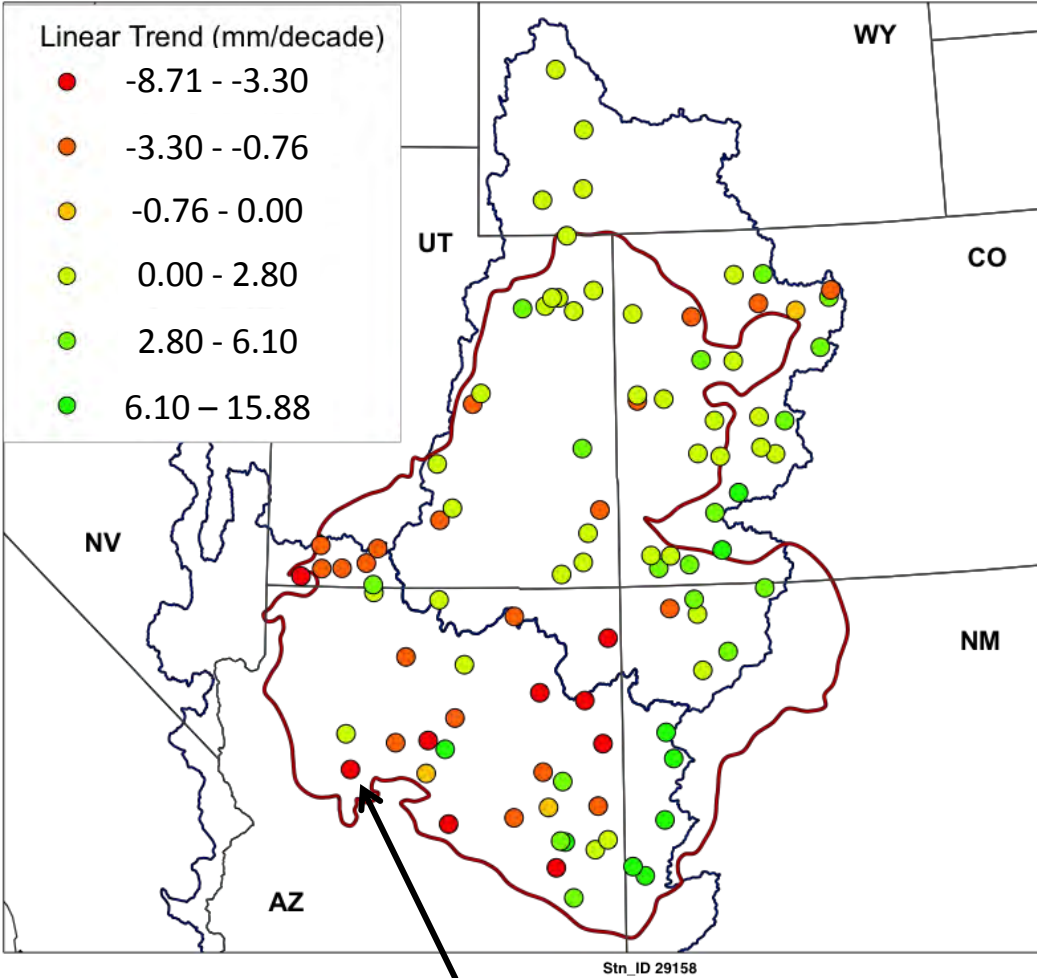 Linear Trend (mm/decade)
-8.71 - -3.30
-3.30 - -0.76
-0.76 - 0.00
0.00 - 2.80
2.80 - 6.10
6.10 – 15.88
WY
UT
CO
NV
NM
AZ
Stn_ID 29158